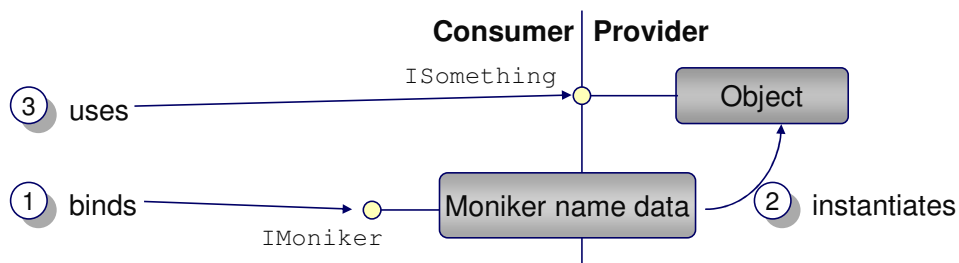 Consumer Provider
ISomething
3 uses
Object
1 binds
Moniker name data
2 instantiates
IMoniker